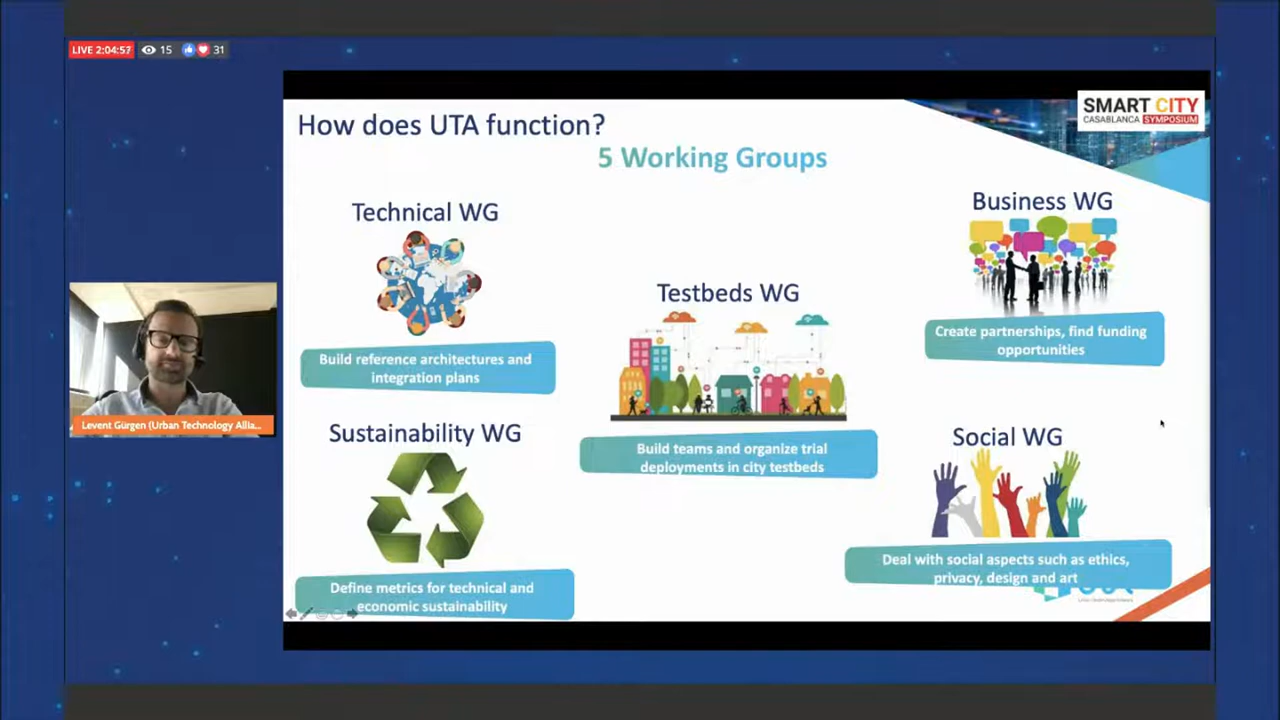 LIVE 2:04:57
15
31
SMART CITY
CASABLANCA SYMPOSIUM
How does UTA function?
5 Working Groups
Technical WG
Build reference architectures and
integration plans
Business WG
Create partnerships, find funding
opportunities
Testbeds WG
Build teams and organize trial
deployments in city testbeds
Levent Gürgen (Urban Technology Allia...
Sustainability WG
Define metrics for technical and
economic sustainability
Social WG
Deal with social aspects such as ethics,
privacy, design and art